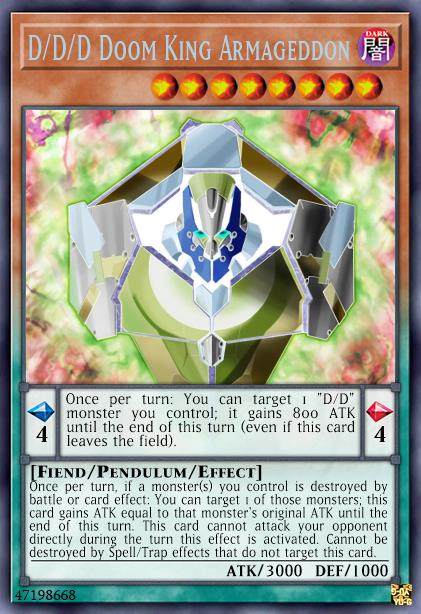 D/D/D Doom King Armageddon
DARK
闇
Once per turn: You can target 1 "D/D"
monster you control; it gains 800 ATK
until the end of this turn (even if this card
leaves the field).
4
4
[Fiend/Pendulum/Effect]
Once per turn, if a monster(s) you control is destroyed by
battle or card effect: You can target 1 of those monsters; this
card gains ATK equal to that monster's original ATK until the
end of this turn. This card cannot attack your opponent
directly during the turn this effect is activated. Cannot be
destroyed by Spell/Trap effects that do not target this card.
ATK/3000 DEF/1000
47198668